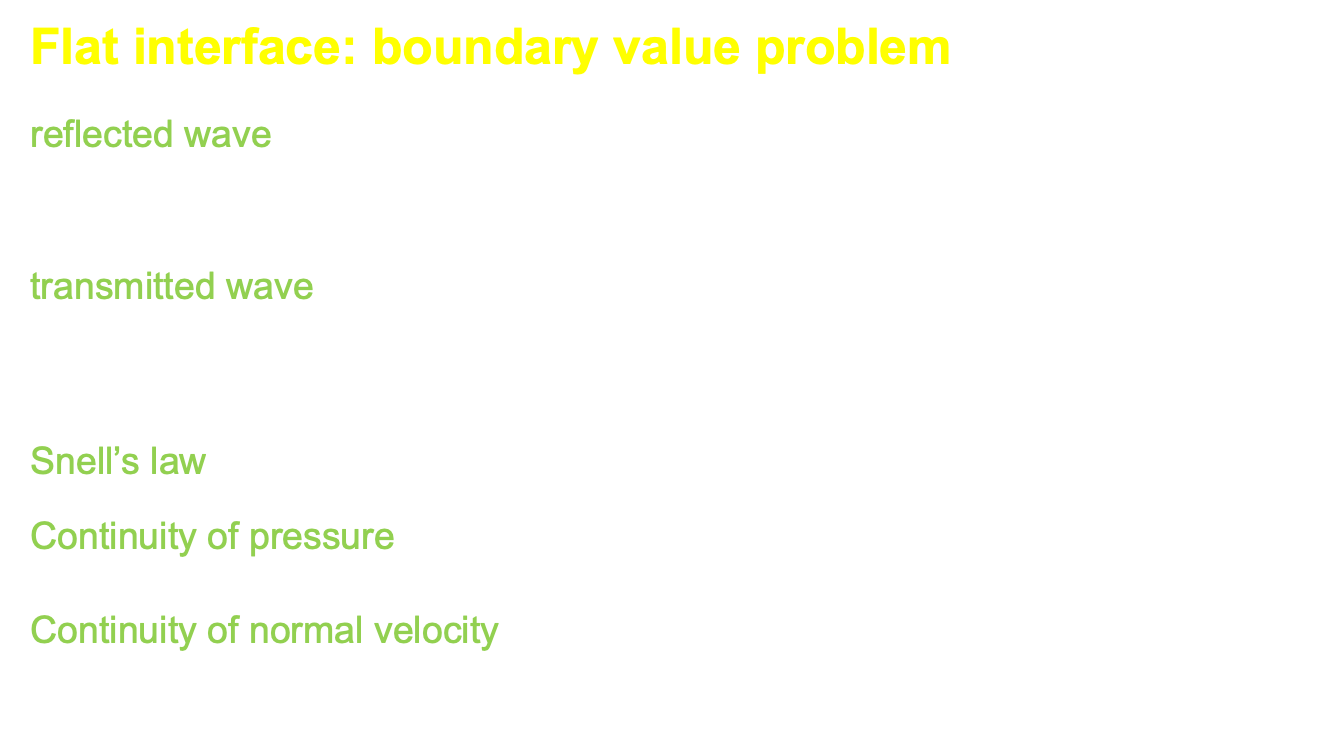 Flat interface: boundary value problem
reflected wave
transmitted wave
Snell’s law
Continuity of pressure
Continuity of normal velocity